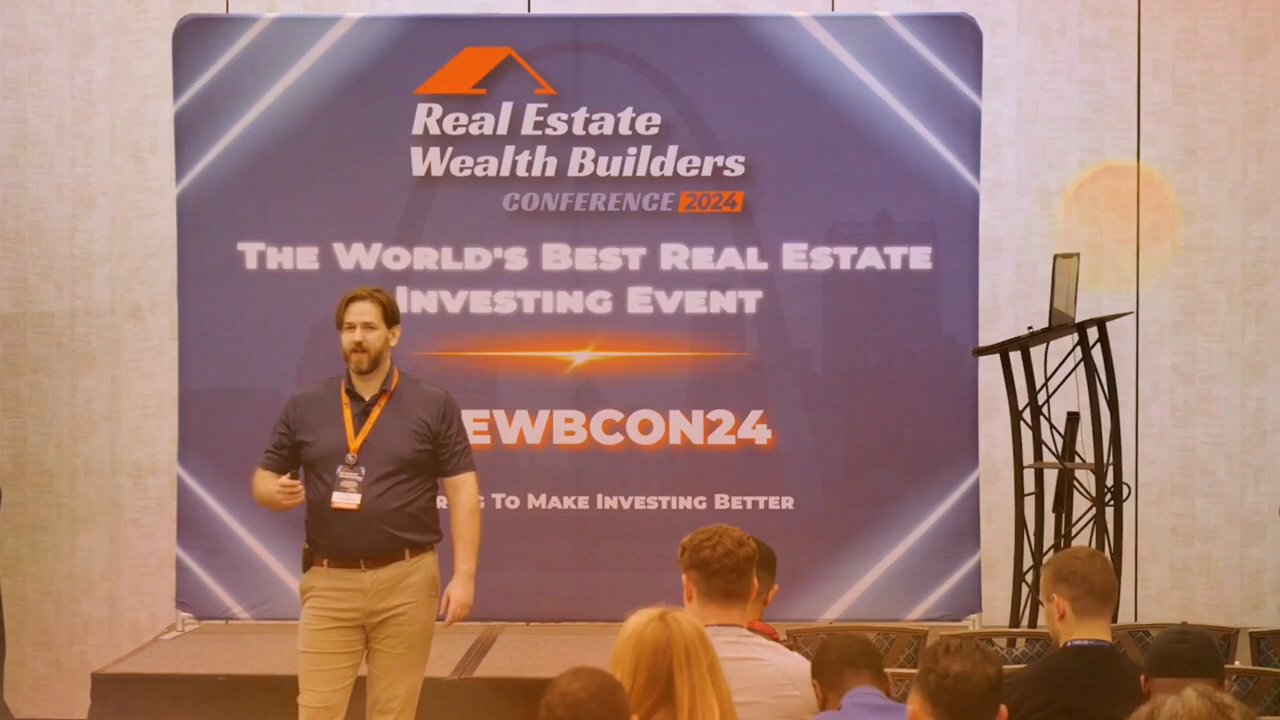 Real Estate
Wealth Builders
CONFERENCE 2024
THE WORLD'S BEST REAL ESTATE
INVESTING EVENT
EWBCON24
TO MAKE INVESTING BETTER